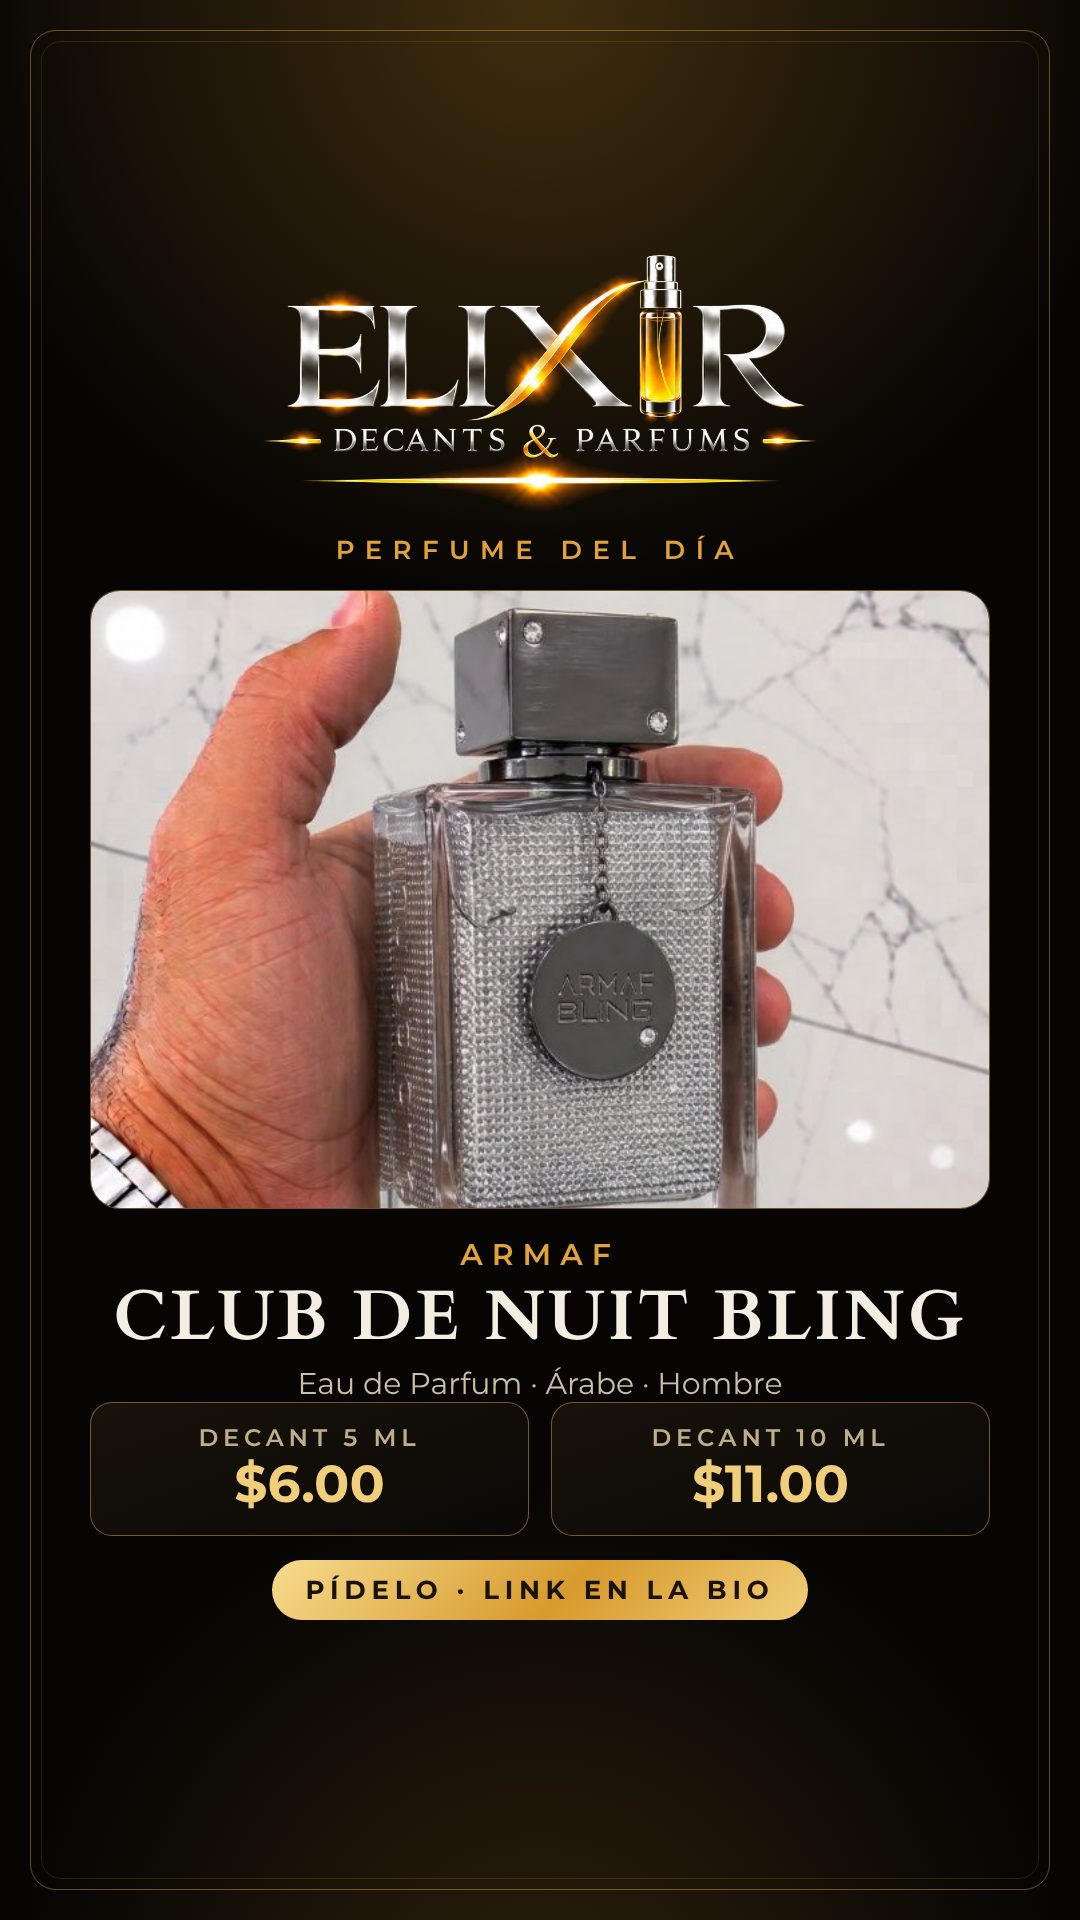 ELIXIR
DECANTS & PARFUMS
PERFUME DEL DÍA
ARMAF
BLING
ARMAF
CLUB DE NUIT BLING
Eau de Parfum · Árabe · Hombre
DECANT 5 ML
$6.00
DECANT 10 ML
$11.00
PÍDELO · LINK EN LA BIO